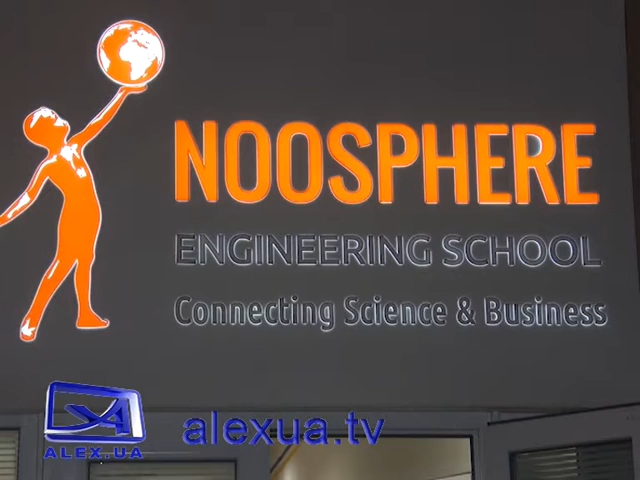 NOOSPHERE
ENGINEERING SCHOOL
Connecting Science & Business
alexua.tv
ALEX.UA